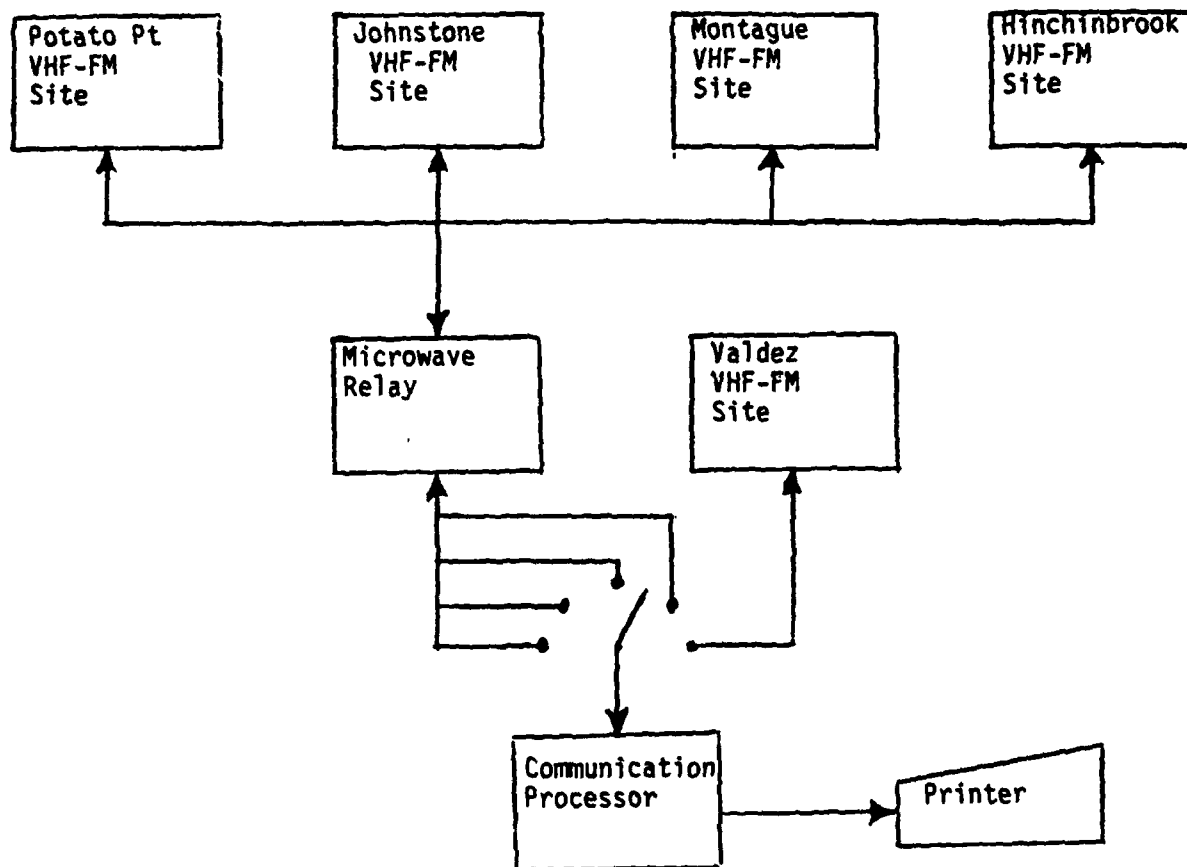 Potato Pt
VHF-FM
Site
Johnstone
VHF-FM
Site
Montague
VHF-FM
Site
Hinchinbrook
VHF-FM
Site
Microwave
Relay
Valdez
VHF-FM
Site
Communication
Processor
Printer